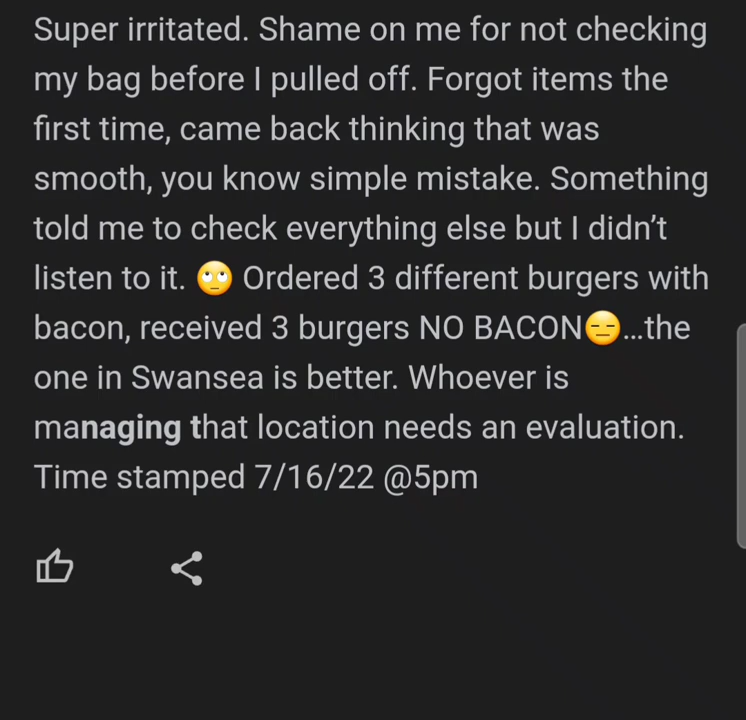 Super irritated. Shame on me for not checking
my bag before I pulled off. Forgot items the
first time, came back thinking that was
smooth, you know simple mistake. Something
told me to check everything else but I didn’t
listen to it. 🙄 Ordered 3 different burgers with
bacon, received 3 burgers NO BACON😑...the
one in Swansea is better. Whoever is
managing that location needs an evaluation.
Time stamped 7/16/22 @5pm